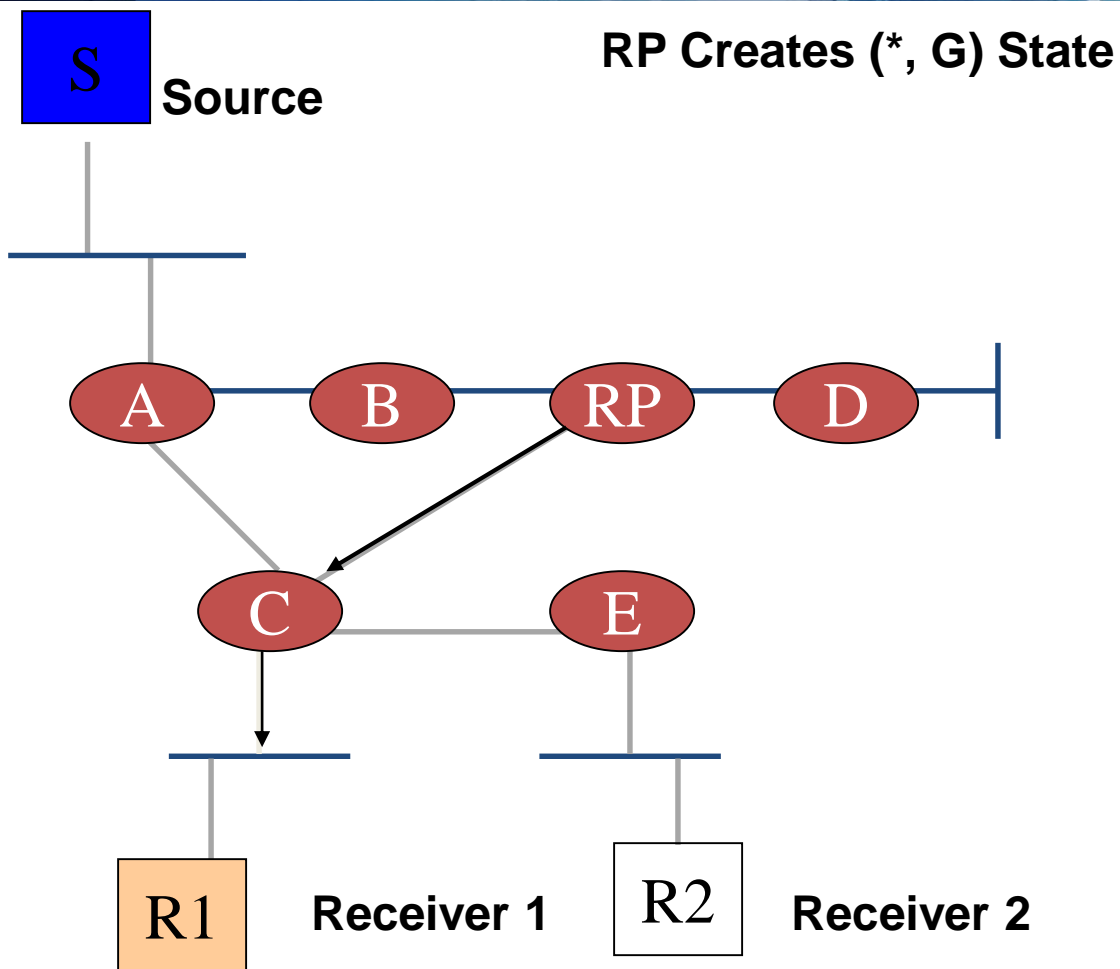 RP Creates (*, G) State
S
Source
A
B
RP
D
C
E
R1
Receiver 1
R2
Receiver 2